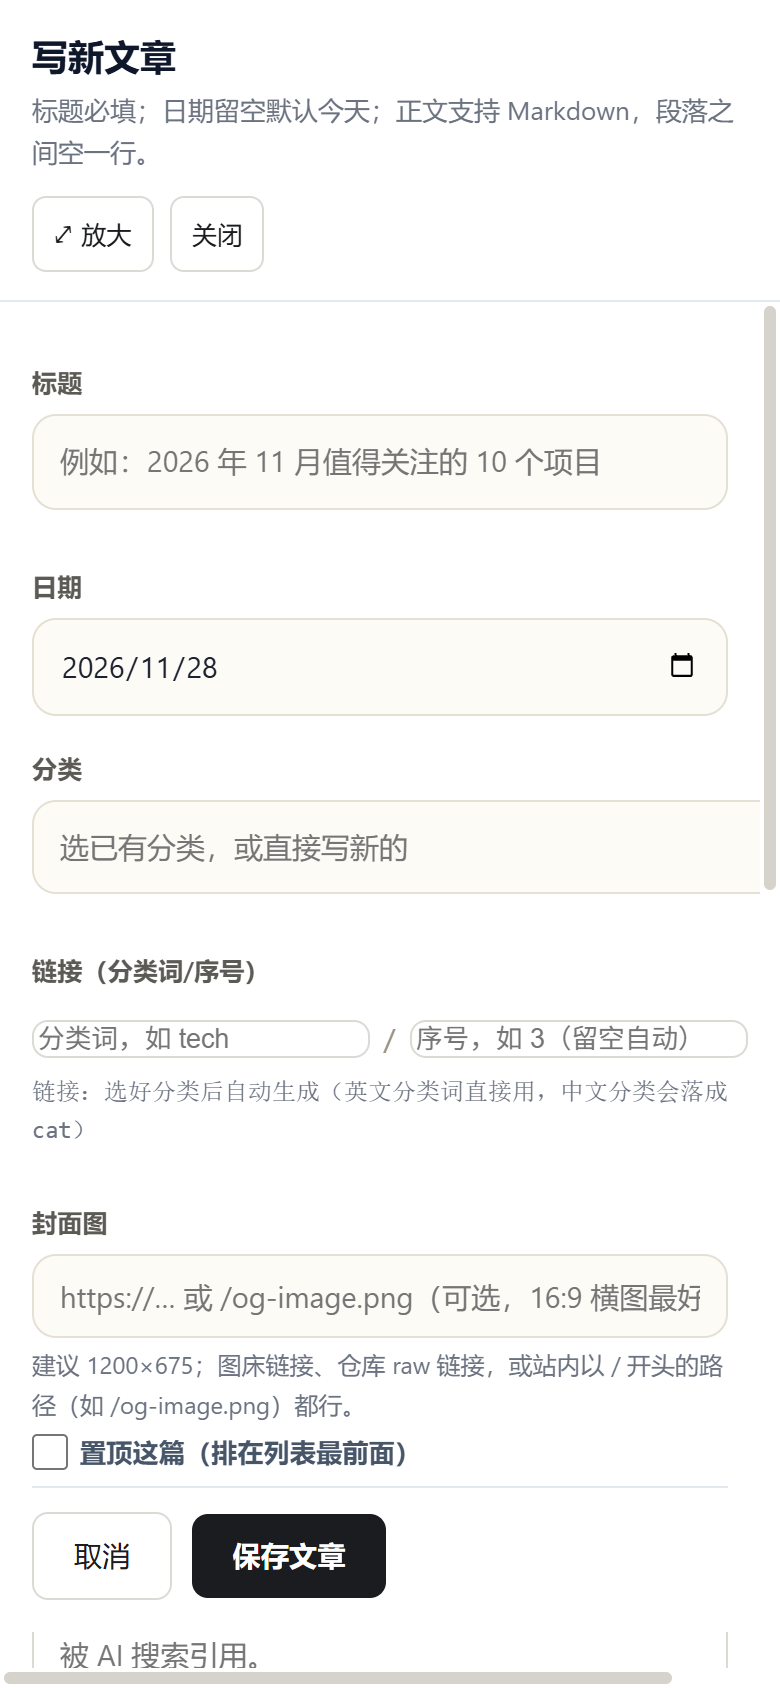 写新文章
标题必填；日期留空默认今天；正文支持 Markdown，段落之
间空一行。
⤢ 放大
关闭
标题
例如：2026 年 11 月值得关注的 10 个项目
日期
2026/11/28
分类
选已有分类，或直接写新的
链接（分类词/序号）
分类词，如 tech / 序号，如 3（留空自动）
链接：选好分类后自动生成（英文分类词直接用，中文分类会落成
cat）
封面图
https://... 或 /og-image.png（可选，16:9 横图最好
建议 1200×675；图床链接、仓库 raw 链接，或站内以 / 开头的路
径（如 /og-image.png）都行。
置顶这篇（排在列表最前面）
取消
保存文章
被 AI 搜索引用。